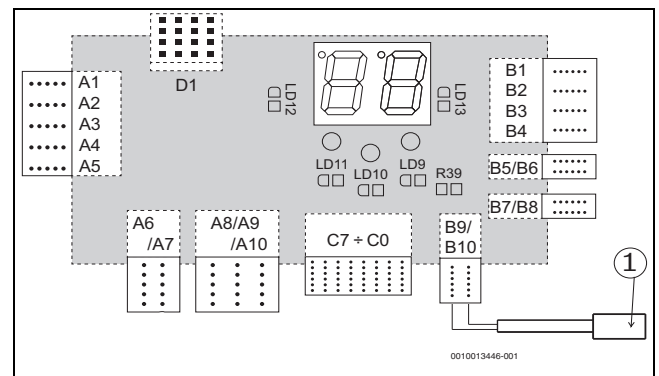 D1
A1
A2
A3
A4
A5
LD12
LD13
B1
B2
B3
B4
B5/B6
B7/B8
LD11
LD10
LD9
R39
A6
/A7
A8/A9
/A10
C7 ÷ C0
B9/
B10
1
0010013446-001